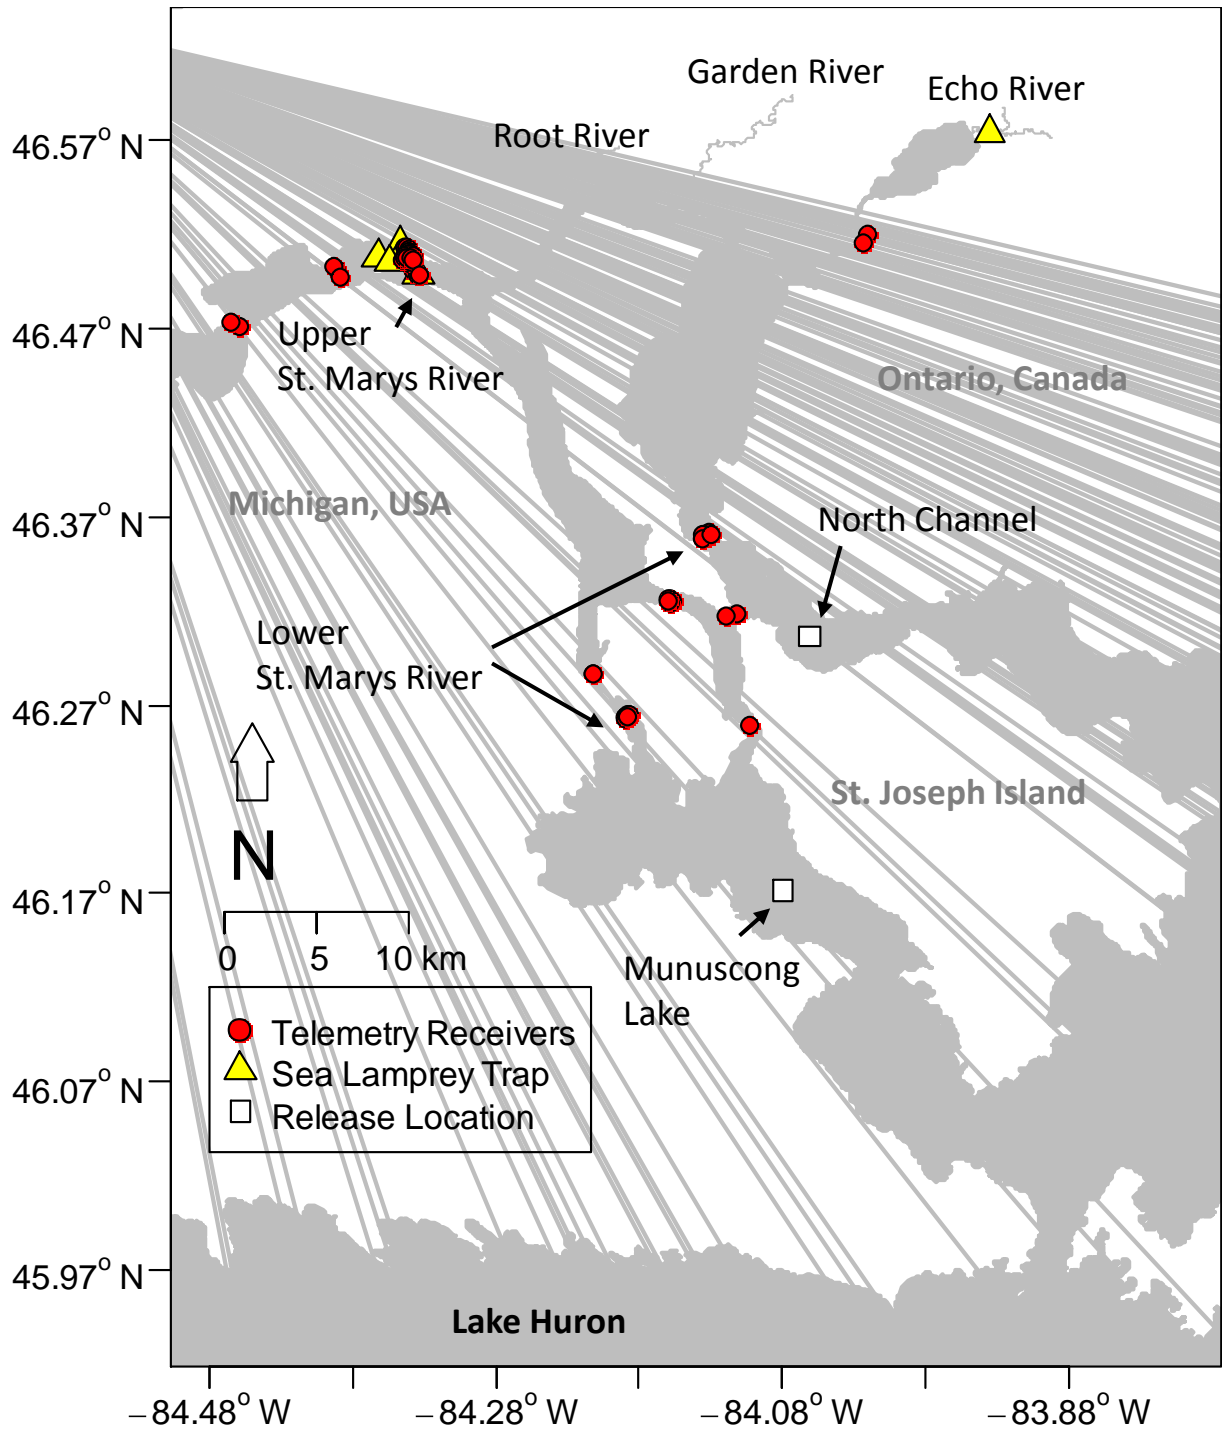 Garden River
Echo River
Root River
46.57° N
46.47° N
Upper
St. Marys River
Ontario, Canada
Michigan, USA
46.37° N
North Channel
Lower
St. Marys River
46.27° N
St. Joseph Island
N
46.17° N
0 5 10 km
Munuscong
Lake
Telemetry Receivers
Sea Lamprey Trap
Release Location
46.07° N
45.97° N
Lake Huron
−84.48° W −84.28° W −84.08° W −83.88° W